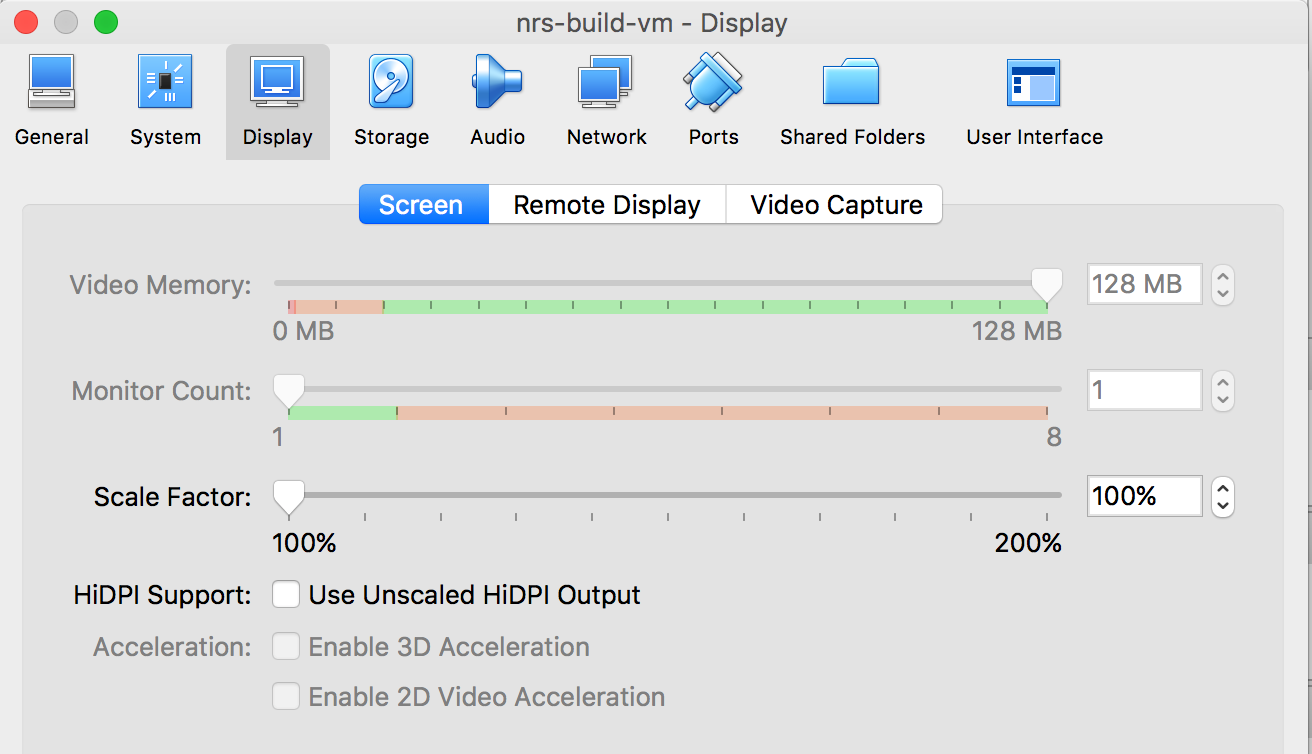 nrs-build-vm - Display
General System Display Storage Audio Network Ports Shared Folders User Interface
Screen Remote Display Video Capture
Video Memory: 128 MB
0 MB 128 MB
Monitor Count: 1
1 8
Scale Factor: 100%
100% 200%
HiDPI Support: Use Unscaled HiDPI Output
Acceleration: Enable 3D Acceleration
Enable 2D Video Acceleration